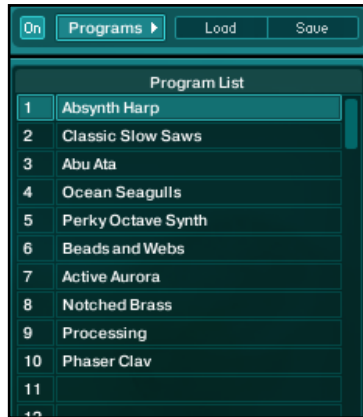 On Programs Load Save
Program List
1 Absynth Harp
2 Classic Slow Saws
3 Abu Ata
4 Ocean Seagulls
5 Perky Octave Synth
6 Beads and Webs
7 Active Aurora
8 Notched Brass
9 Processing
10 Phaser Clav
11
12